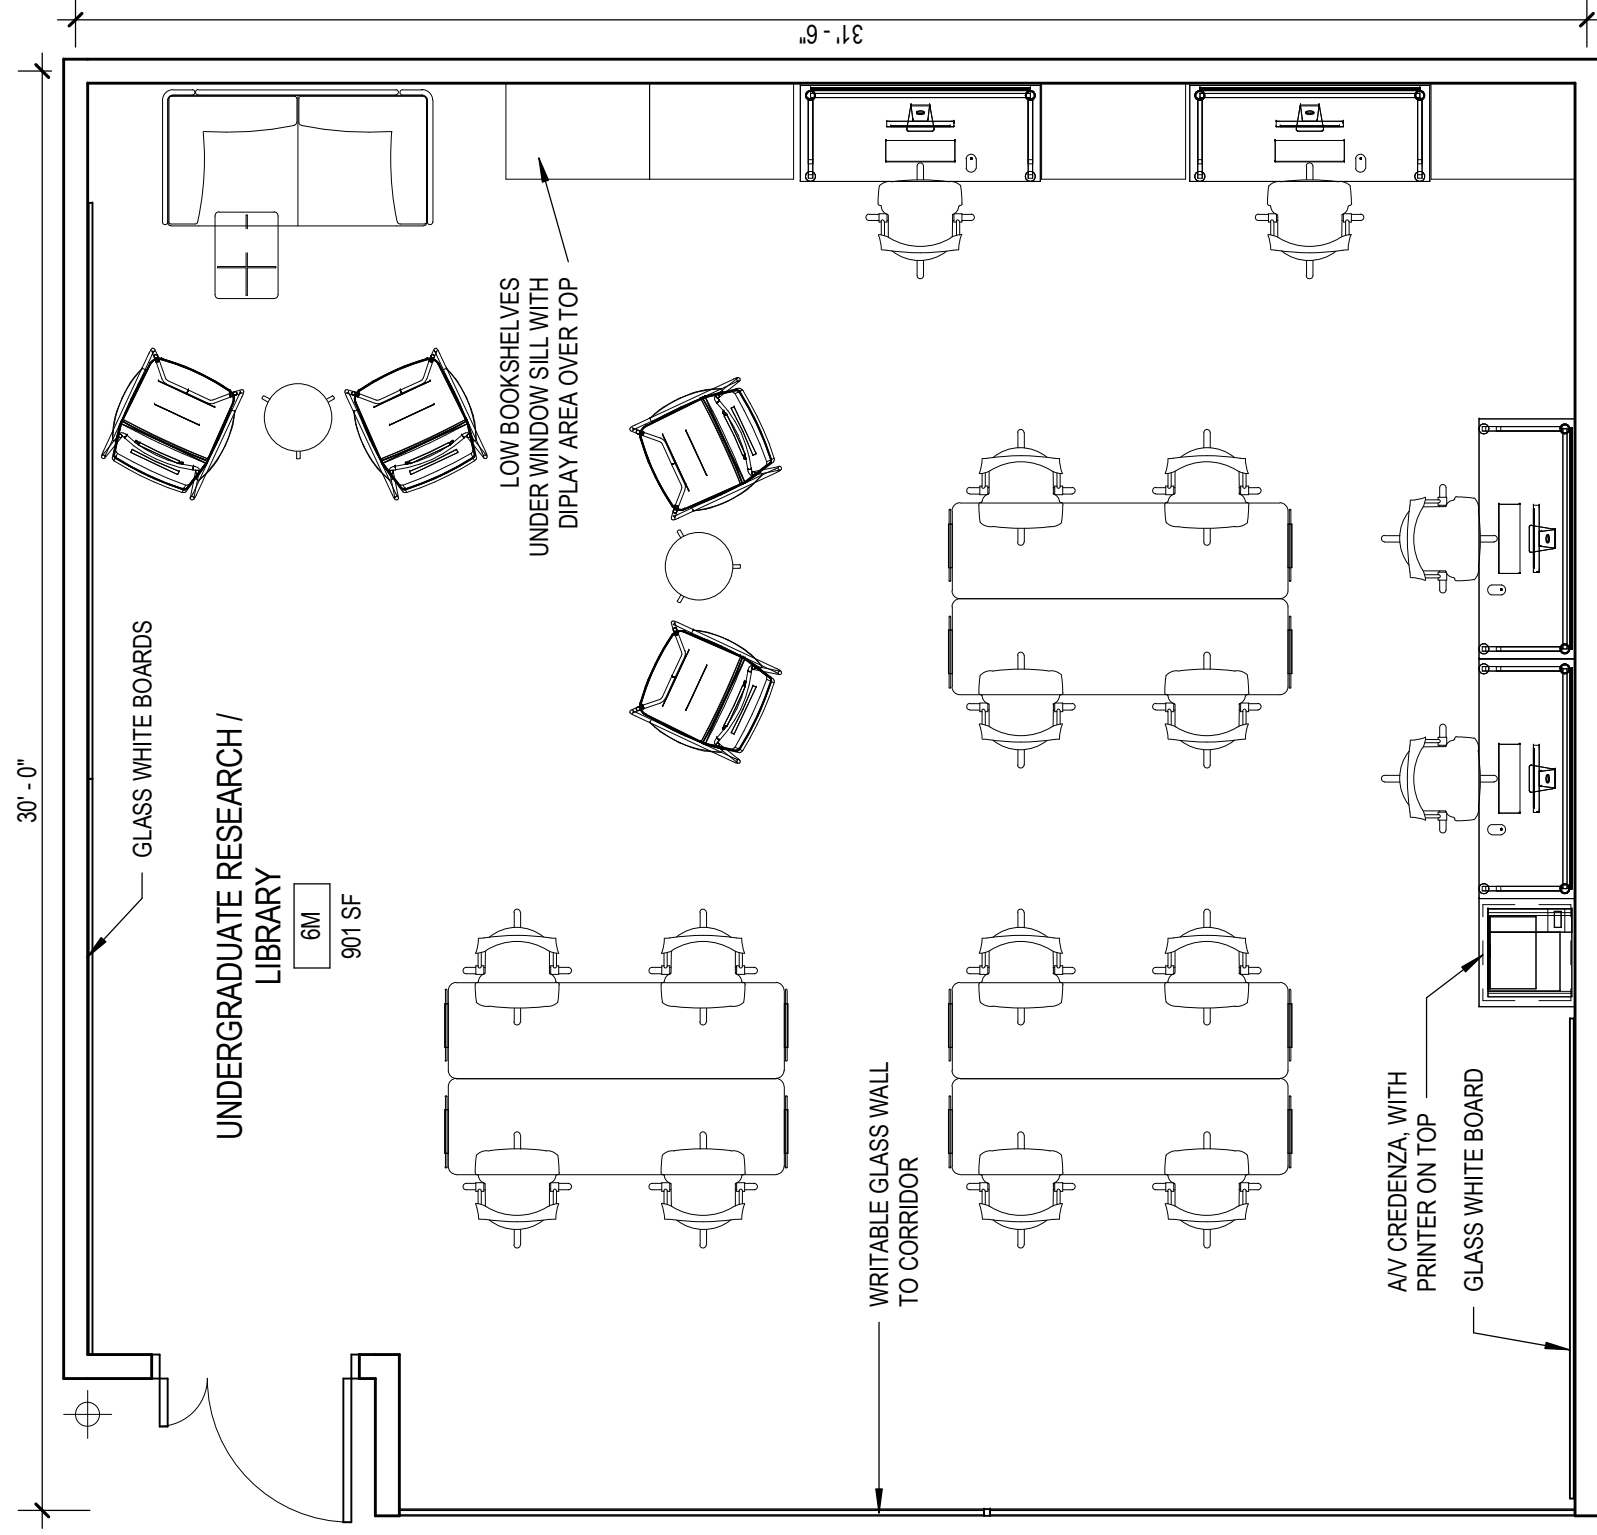 31' - 6"
30' - 0"
LOW BOOKSHELVES
UNDER WINDOW SILL WITH
DIPLAY AREA OVER TOP
GLASS WHITE BOARDS
UNDERGRADUATE RESEARCH /
LIBRARY
6M
901 SF
WRITABLE GLASS WALL
TO CORRIDOR
A/V CREDENZA, WITH
PRINTER ON TOP
GLASS WHITE BOARD